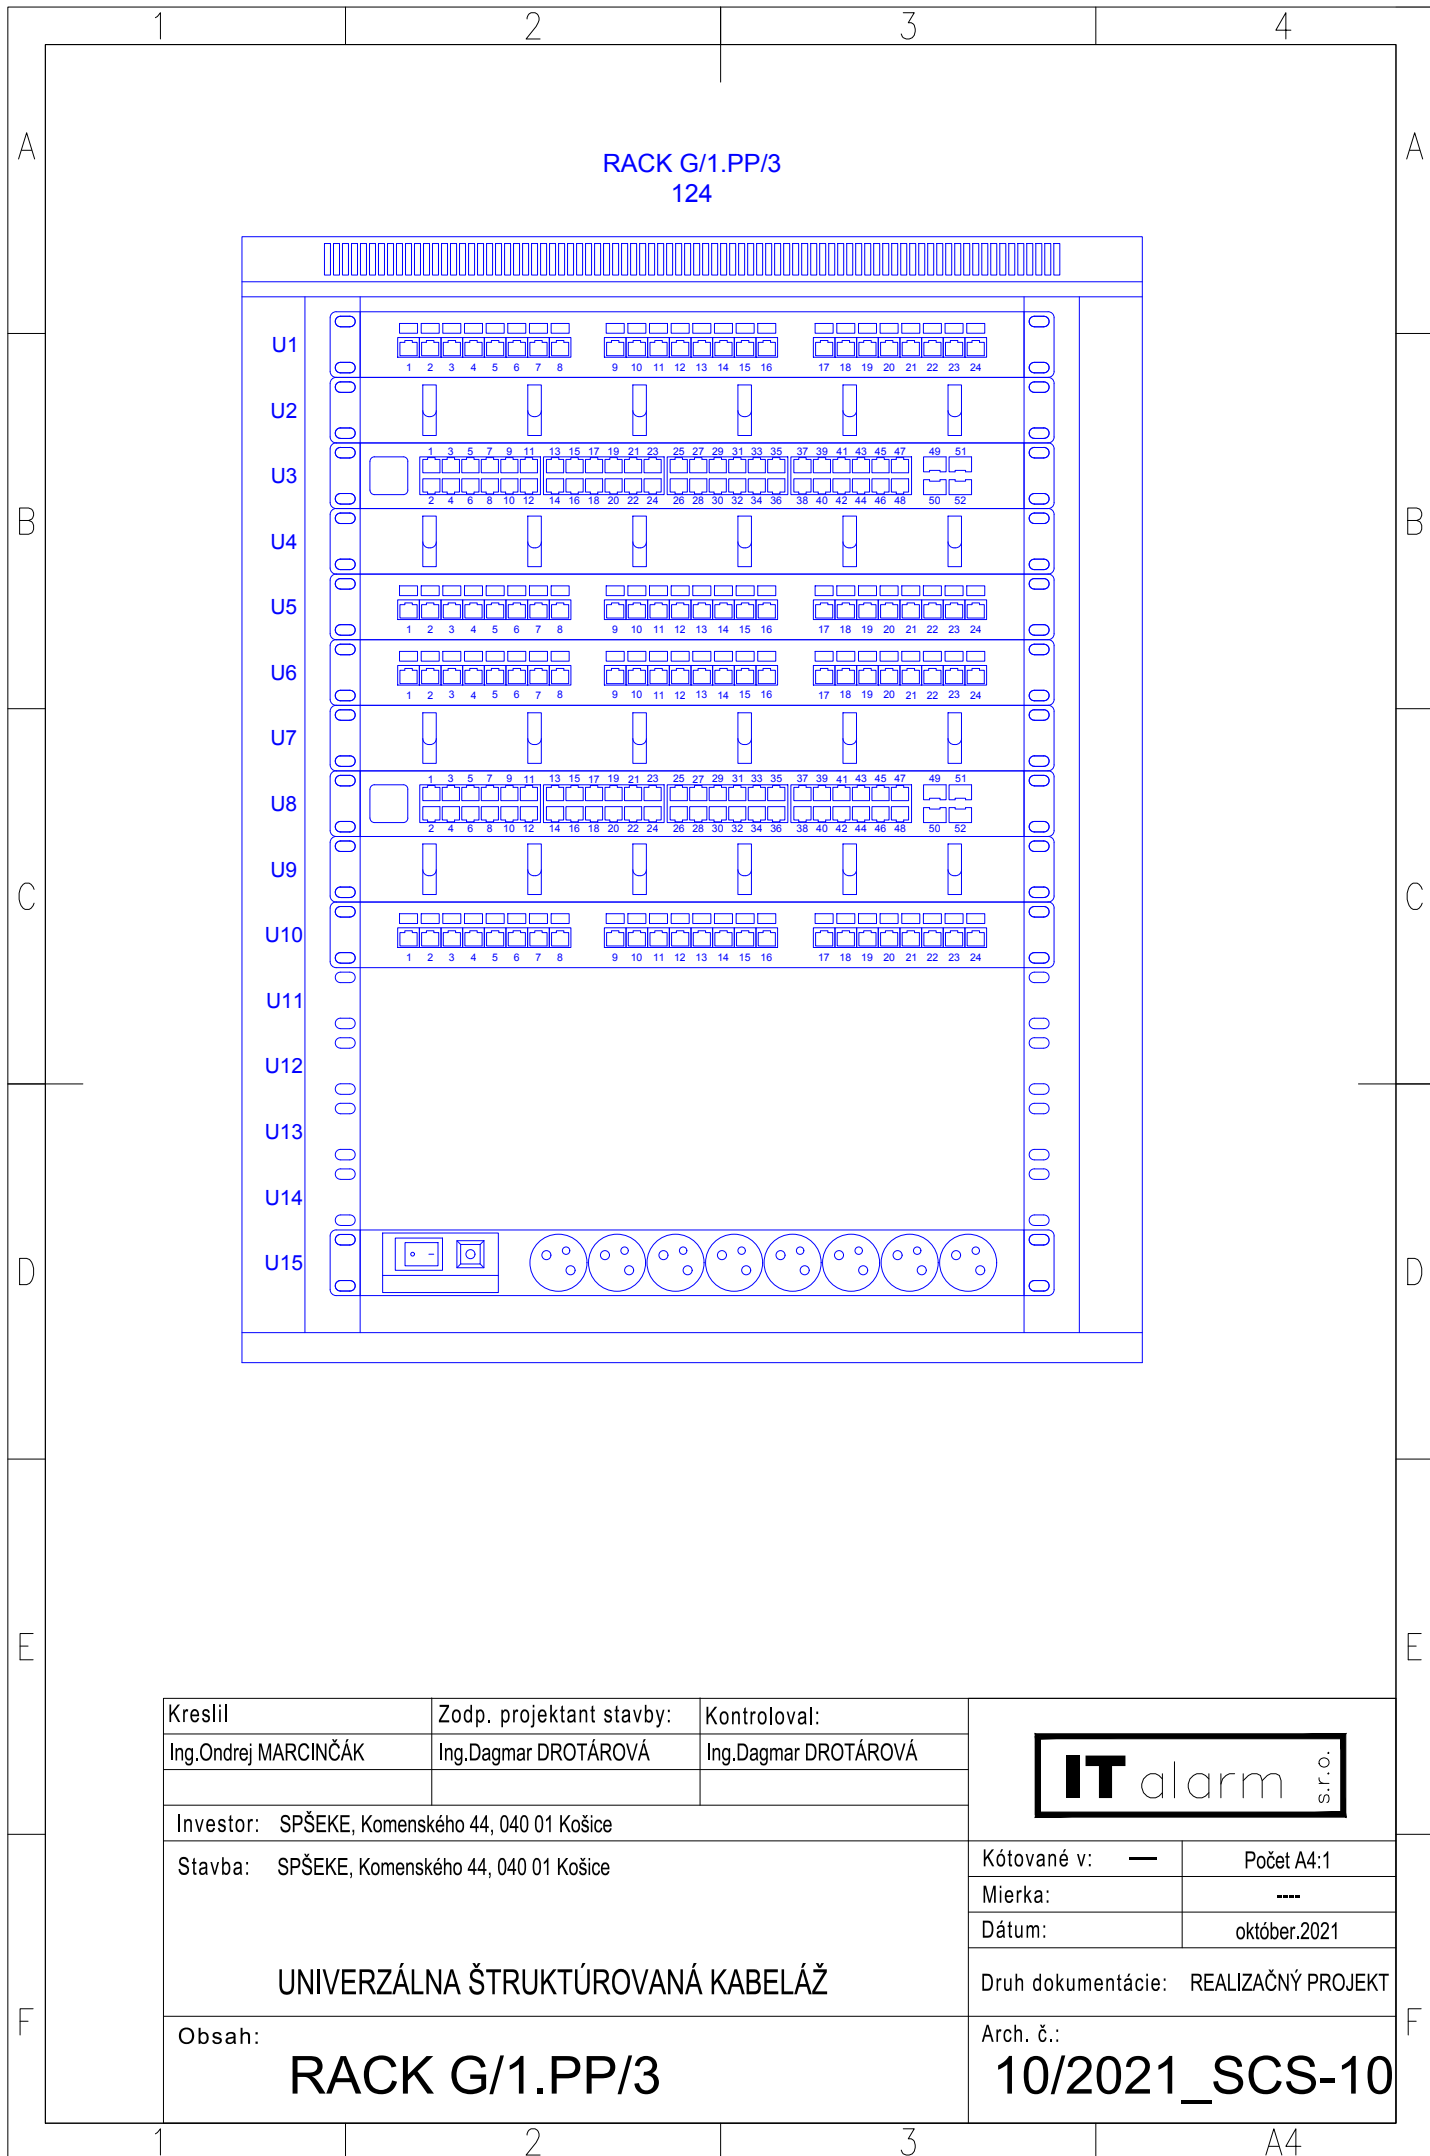 1 2 3 4
A A
RACK G/1.PP/3
124
U1
1 2 3 4 5 6 7 8 9 10 11 12 13 14 15 16 17 18 19 20 21 22 23 24
U2
1 3 5 7 9 11 13 15 17 19 21 23 25 27 29 31 33 35 37 39 41 43 45 47 49 51
U3
2 4 6 8 10 12 14 16 18 20 22 24 26 28 30 32 34 36 38 40 42 44 46 48 50 52
B B
U4
U5
1 2 3 4 5 6 7 8 9 10 11 12 13 14 15 16 17 18 19 20 21 22 23 24
U6
1 2 3 4 5 6 7 8 9 10 11 12 13 14 15 16 17 18 19 20 21 22 23 24
U7
1 3 5 7 9 11 13 15 17 19 21 23 25 27 29 31 33 35 37 39 41 43 45 47 49 51
U8
2 4 6 8 10 12 14 16 18 20 22 24 26 28 30 32 34 36 38 40 42 44 46 48 50 52
U9
C C
U10
1 2 3 4 5 6 7 8 9 10 11 12 13 14 15 16 17 18 19 20 21 22 23 24
U11
U12
U13
U14
U15
D D
E E
Kreslil Zodp. projektant stavby: Kontroloval:
Ing.Ondrej MARCINČÁK Ing.Dagmar DROTÁROVÁ Ing.Dagmar DROTÁROVÁ
IT alarm s.r.o.
Investor: SPŠEKE, Komenského 44, 040 01 Košice
Stavba: SPŠEKE, Komenského 44, 040 01 Košice
Kótované v: — Počet A4:1
Mierka: ----
Dátum: október.2021
UNIVERZÁLNA ŠTRUKTÚROVANÁ KABELÁŽ
Druh dokumentácie: REALIZAČNÝ PROJEKT
F F
Obsah:
RACK G/1.PP/3
Arch. č.:
10/2021_SCS-10
1 2 3 A4